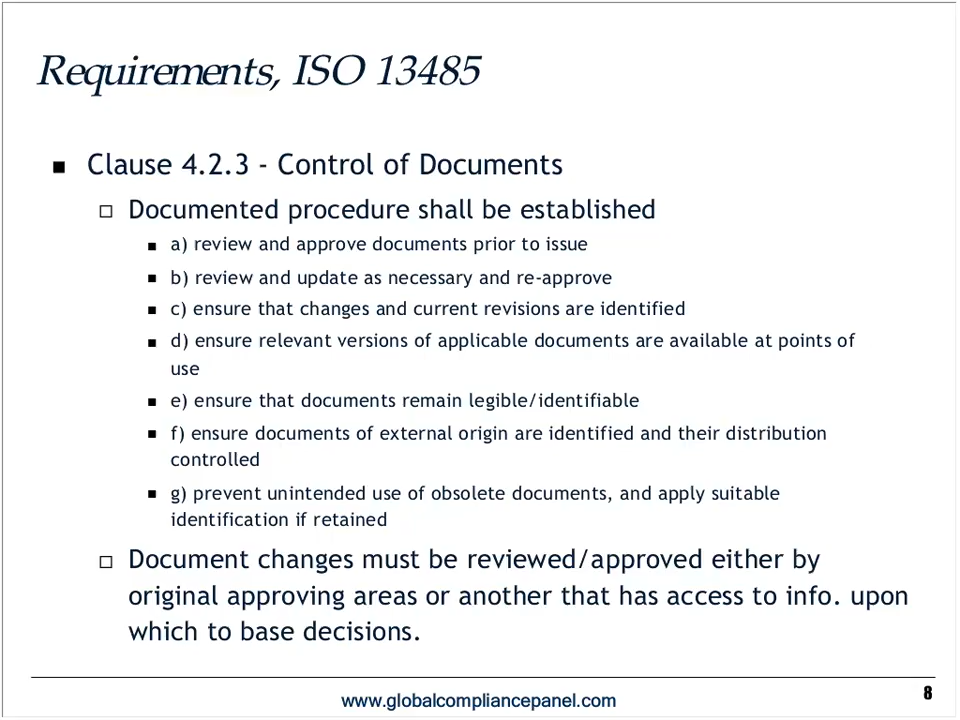 Requirements, ISO 13485
Clause 4.2.3 - Control of Documents
Documented procedure shall be established
a) review and approve documents prior to issue
b) review and update as necessary and re-approve
c) ensure that changes and current revisions are identified
d) ensure relevant versions of applicable documents are available at points of
use
e) ensure that documents remain legible/identifiable
f) ensure documents of external origin are identified and their distribution
controlled
g) prevent unintended use of obsolete documents, and apply suitable
identification if retained
Document changes must be reviewed/approved either by
original approving areas or another that has access to info. upon
which to base decisions.
www.globalcompliancepanel.com
8